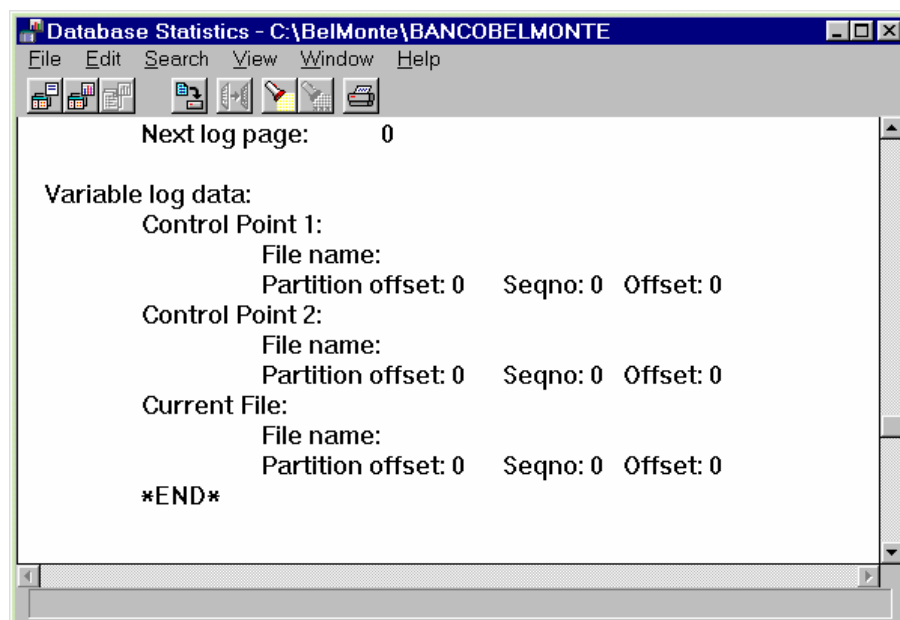 Database Statistics - C:\BelMonte\BANCOBELMONTE
File Edit Search View Window Help
Next log page: 0
Variable log data:
Control Point 1:
File name:
Partition offset: 0 Seqno: 0 Offset: 0
Control Point 2:
File name:
Partition offset: 0 Seqno: 0 Offset: 0
Current File:
File name:
Partition offset: 0 Seqno: 0 Offset: 0
*END*